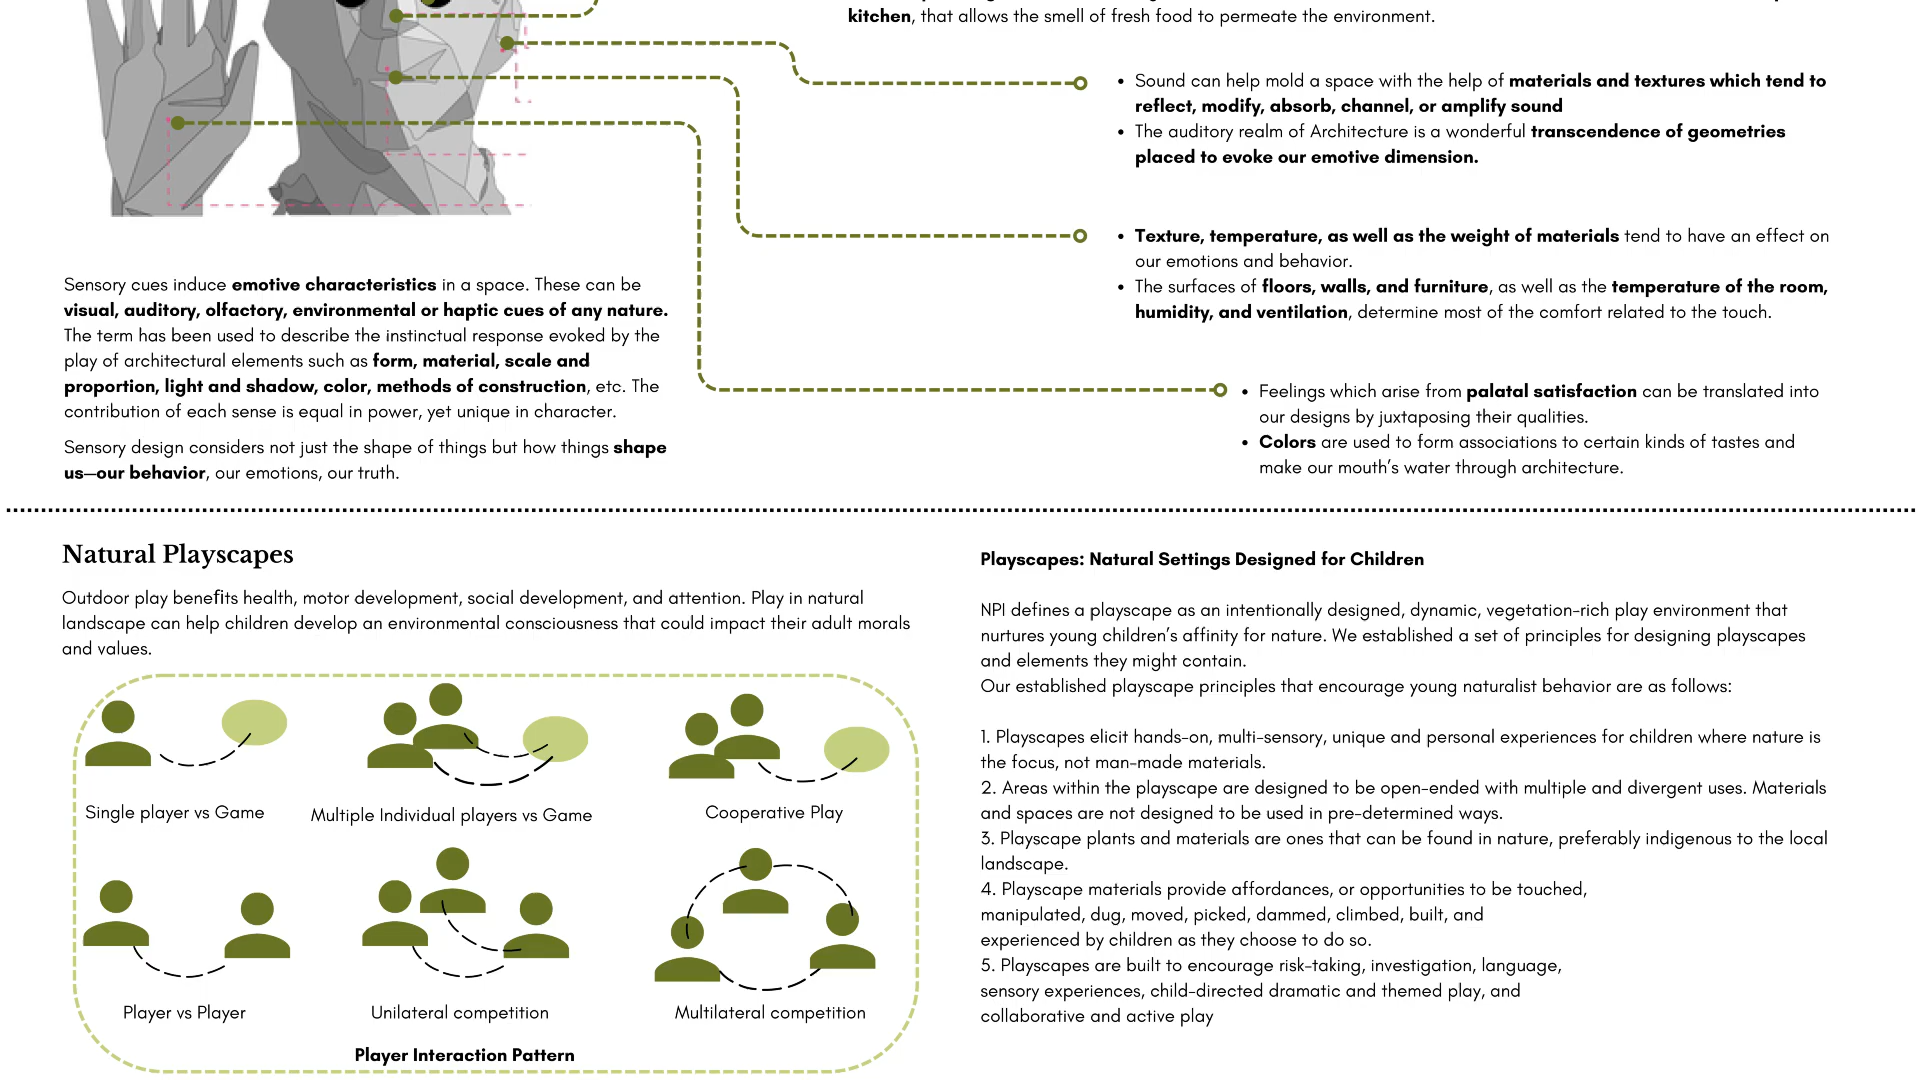 kitchen, that allows the smell of fresh food to permeate the environment.
• Sound can help mold a space with the help of materials and textures which tend to
reflect, modify, absorb, channel, or amplify sound
• The auditory realm of Architecture is a wonderful transcendence of geometries
placed to evoke our emotive dimension.
• Texture, temperature, as well as the weight of materials tend to have an effect on
our emotions and behavior.
• The surfaces of floors, walls, and furniture, as well as the temperature of the room,
humidity, and ventilation, determine most of the comfort related to the touch.
• Feelings which arise from palatal satisfaction can be translated into
our designs by juxtaposing their qualities.
• Colors are used to form associations to certain kinds of tastes and
make our mouth's water through architecture.
Sensory cues induce emotive characteristics in a space. These can be
visual, auditory, olfactory, environmental or haptic cues of any nature.
The term has been used to describe the instinctual response evoked by the
play of architectural elements such as form, material, scale and
proportion, light and shadow, color, methods of construction, etc. The
contribution of each sense is equal in power, yet unique in character.
Sensory design considers not just the shape of things but how things shape
us—our behavior, our emotions, our truth.
Natural Playscapes
Outdoor play benefits health, motor development, social development, and attention. Play in natural
landscape can help children develop an environmental consciousness that could impact their adult morals
and values.
Single player vs Game
Multiple Individual players vs Game
Cooperative Play
Player vs Player
Unilateral competition
Multilateral competition
Player Interaction Pattern
Playscapes: Natural Settings Designed for Children
NPI defines a playscape as an intentionally designed, dynamic, vegetation-rich play environment that
nurtures young children's affinity for nature. We established a set of principles for designing playscapes
and elements they might contain.
Our established playscape principles that encourage young naturalist behavior are as follows:
1. Playscapes elicit hands-on, multi-sensory, unique and personal experiences for children where nature is
the focus, not man-made materials.
2. Areas within the playscape are designed to be open-ended with multiple and divergent uses. Materials
and spaces are not designed to be used in pre-determined ways.
3. Playscape plants and materials are ones that can be found in nature, preferably indigenous to the local
landscape.
4. Playscape materials provide affordances, or opportunities to be touched,
manipulated, dug, moved, picked, dammed, climbed, built, and
experienced by children as they choose to do so.
5. Playscapes are built to encourage risk-taking, investigation, language,
sensory experiences, child-directed dramatic and themed play, and
collaborative and active play